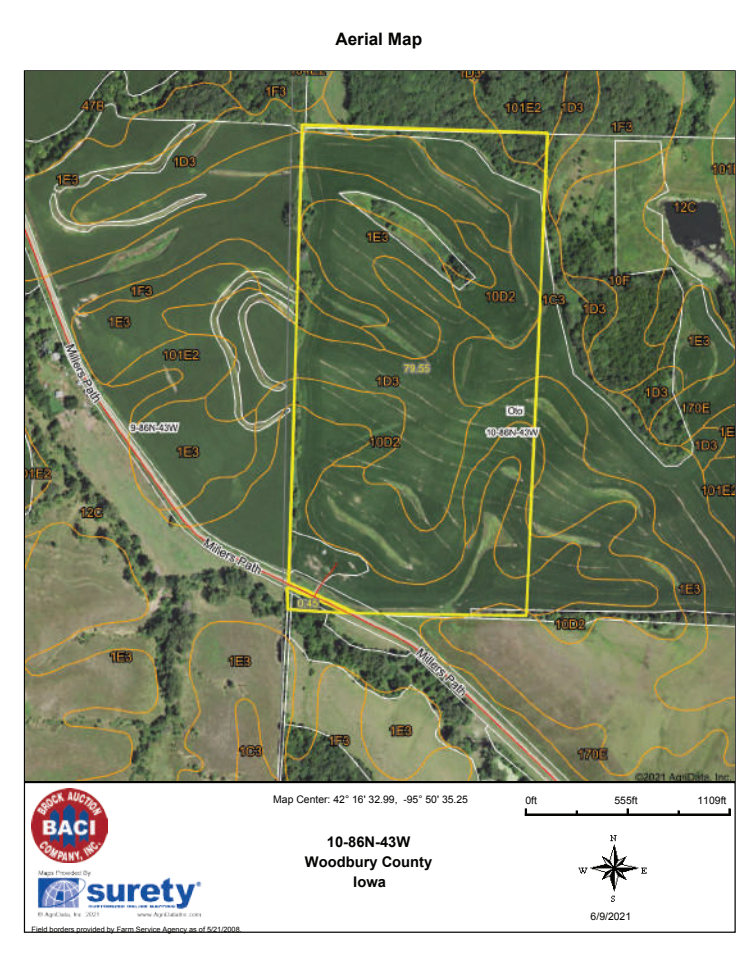 Aerial Map
101E2
1D3
1F3
47B
101E2
1D3
1F3
1D3
1E3
12C
1E3
10F
1F3
10D2
1C3
1D3
1E3
1E3
101E2
79.55
1D3
1D3
170E
Millers Path
Oto
9-86N-43W
10-86N-43W
10D2
1E3
1D3
101E2
12C
Millers Path
1E3
0.45
10D2
1E3
1E3
Millers Path
1E3
1C3
1F3
170E
©2021 AgriData, Inc.
Map Center: 42° 16' 32.99, -95° 50' 35.25
0ft 555ft 1109ft
BROCK AUCTION
BACI
COMPANY, INC.
10-86N-43W
Woodbury County
Iowa
N
W E
S
Maps Provided By
surety®
CUSTOMIZED ONLINE MAPPING
© AgriData, Inc. 2021 www.AgriDataInc.com
6/9/2021
Field borders provided by Farm Service Agency as of 5/21/2008.